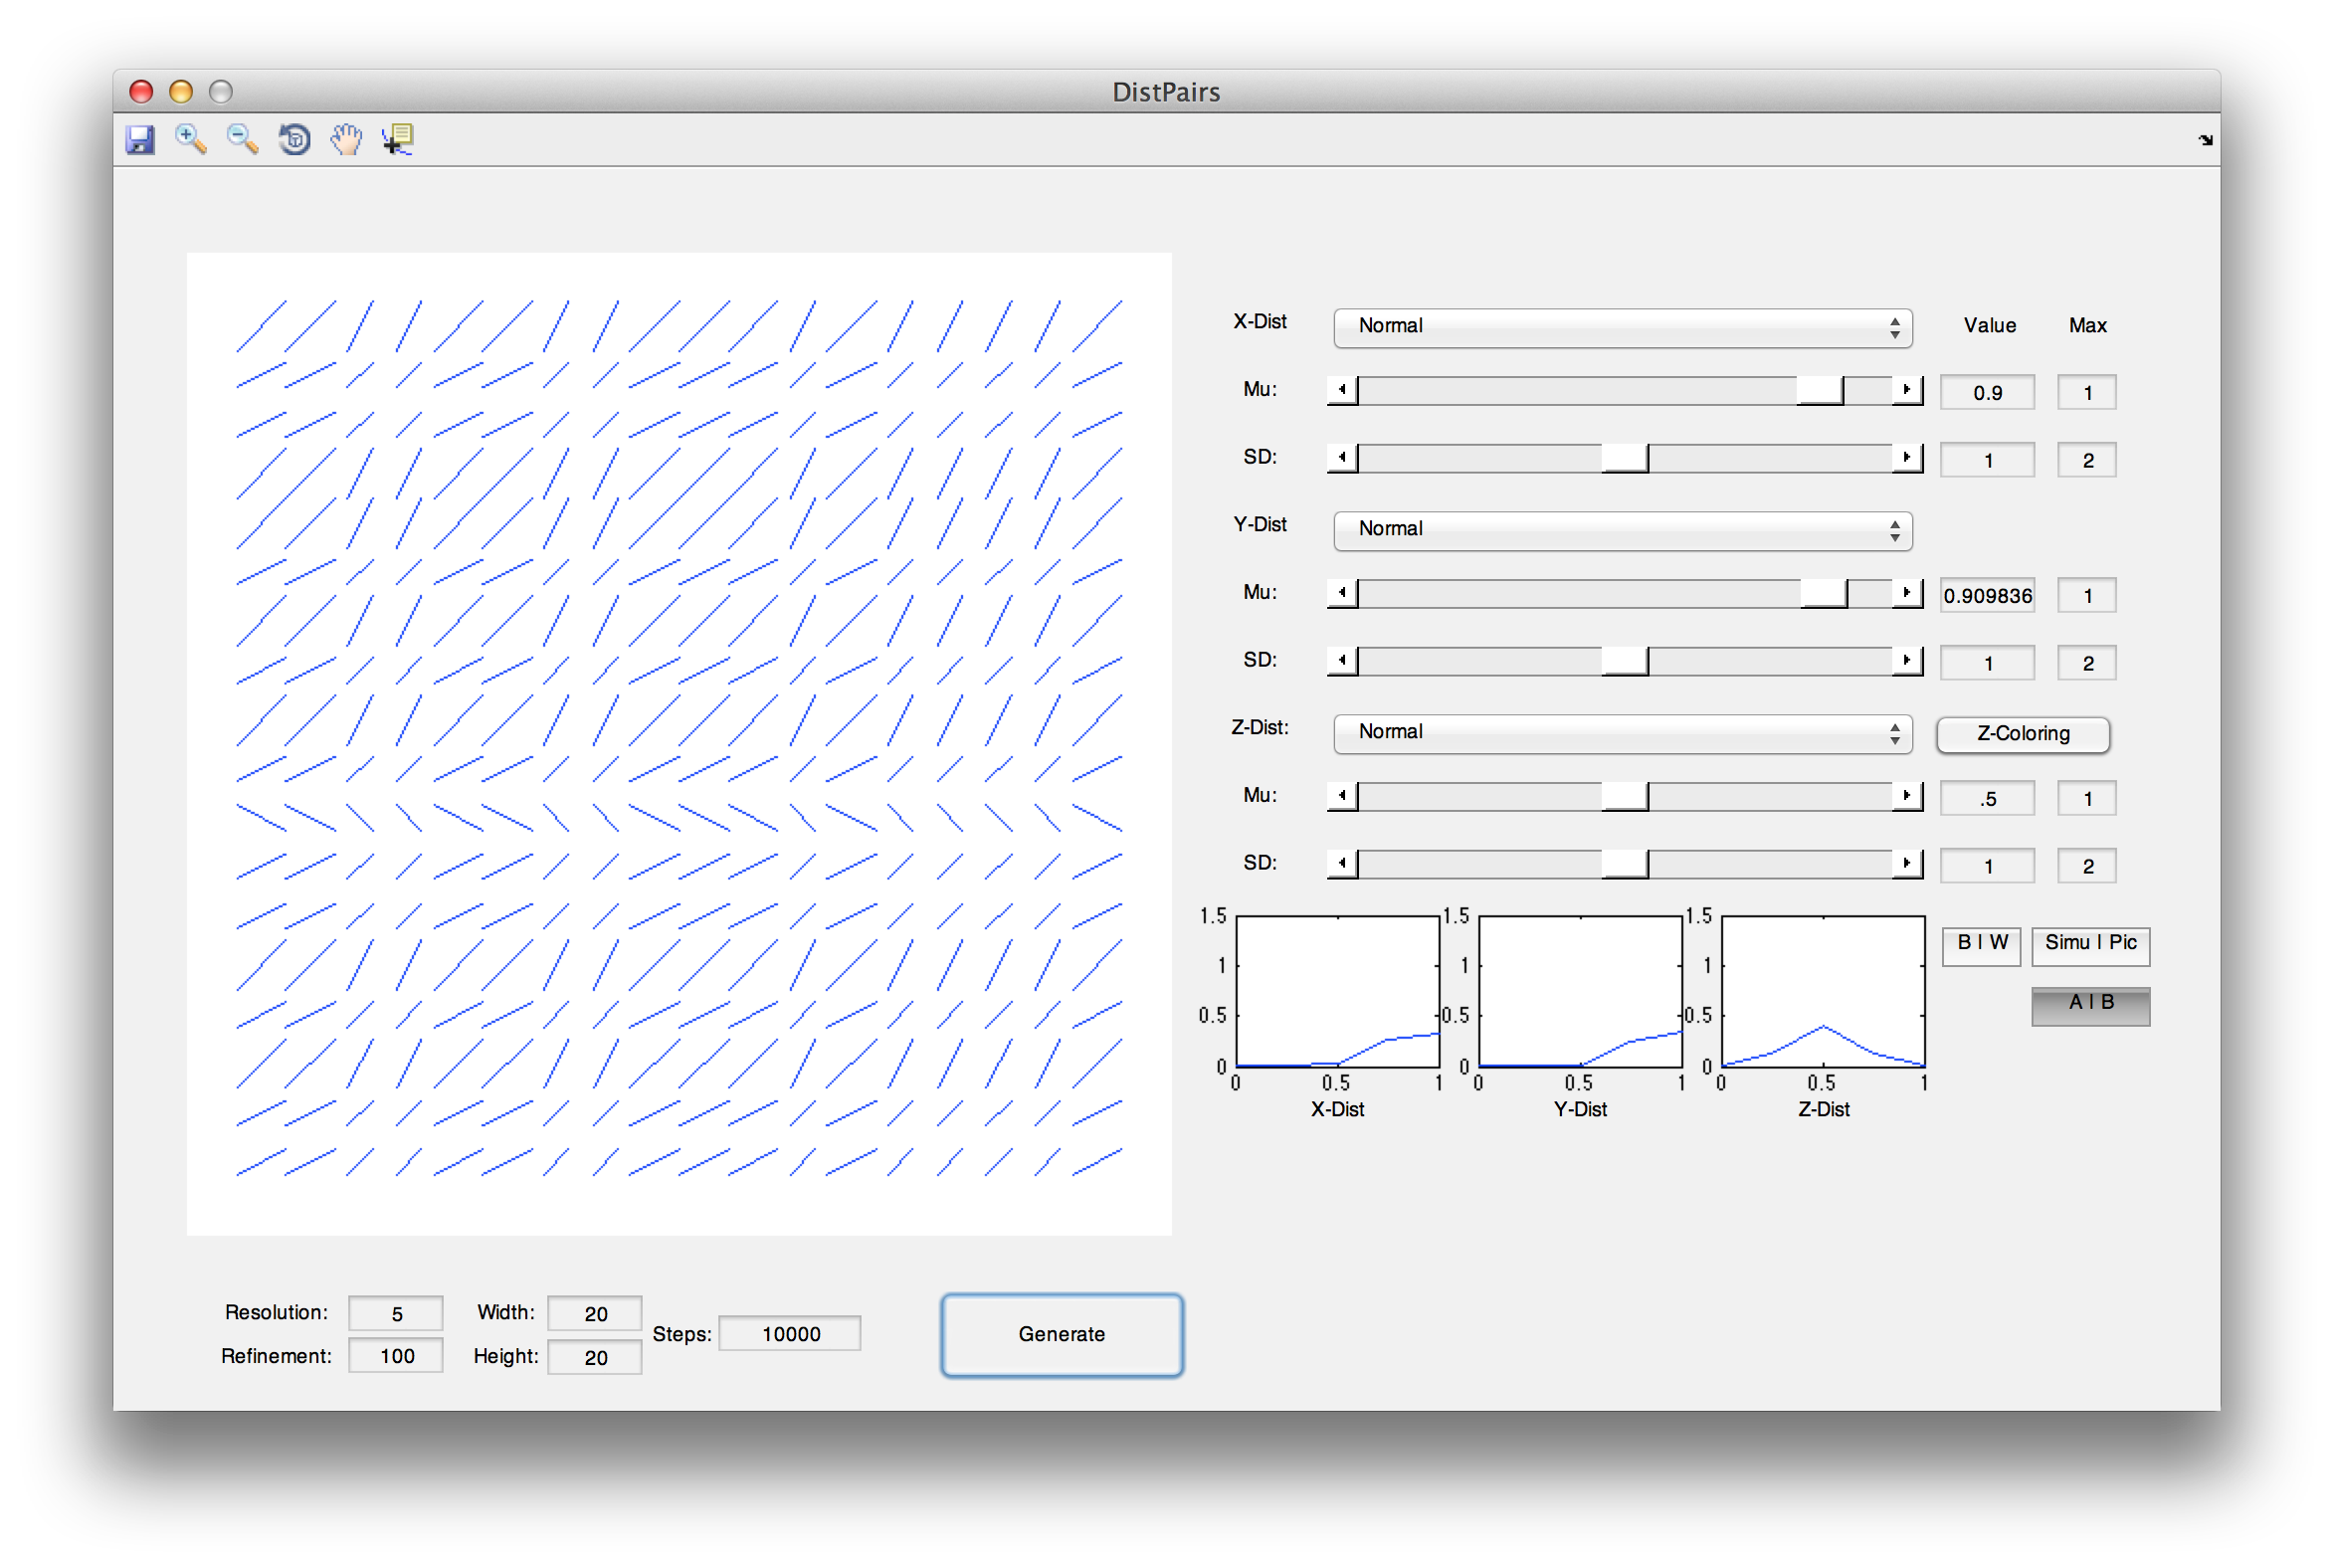 DistPairs
X-Dist Normal Value Max
Mu: 0.9 1
SD: 1 2
Y-Dist Normal
Mu: 0.909836 1
SD: 1 2
Z-Dist: Normal Z-Coloring
Mu: .5 1
SD: 1 2
1.5 1.5 1.5
B | W Simu | Pic
1 1 1
A | B
0.5 0.5 0.5
0 0 0
0 0.5 1 0 0.5 1 0 0.5 1
X-Dist Y-Dist Z-Dist
Resolution: 5 Width: 20
Steps: 10000 Generate
Refinement: 100 Height: 20